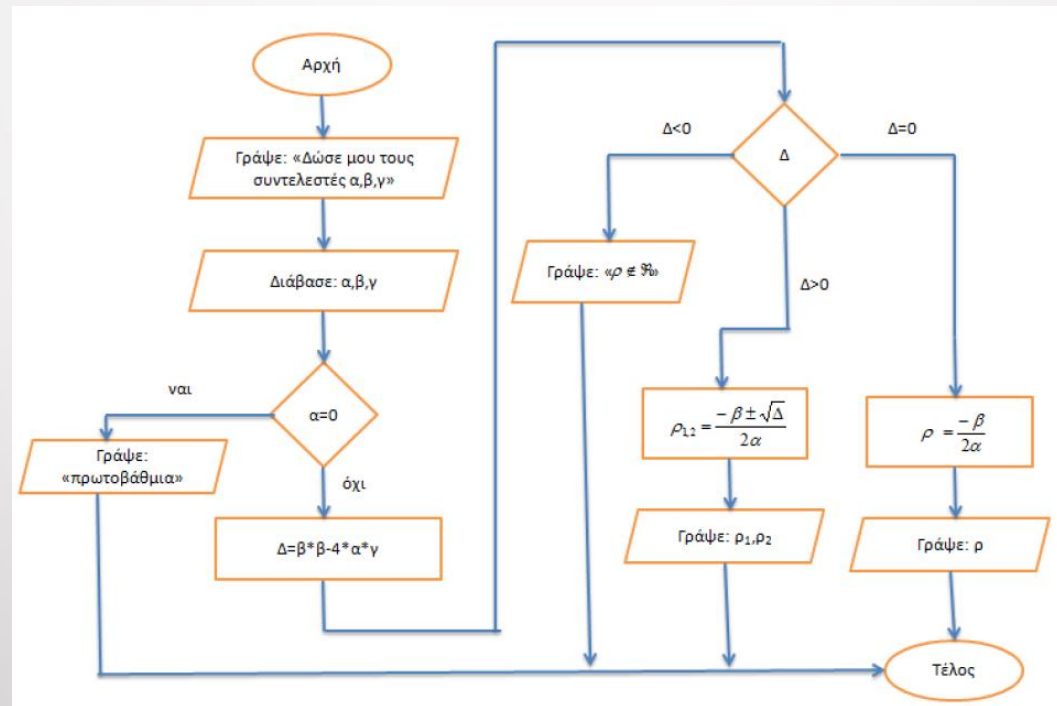 Αρχή
Γράψε: «Δώσε μου τους
συντελεστές α,β,γ»
Διάβασε: α,β,γ
α=0
ναι
Γράψε:
«πρωτοβάθμια»
όχι
Δ=β*β-4*α*γ
Δ
Δ<0
Γράψε: «ρ ∉ ℜ»
Δ>0
ρ₁,₂ = (-β ± √Δ) / 2α
Γράψε: ρ₁,ρ₂
Δ=0
ρ = -β / 2α
Γράψε: ρ
Τέλος